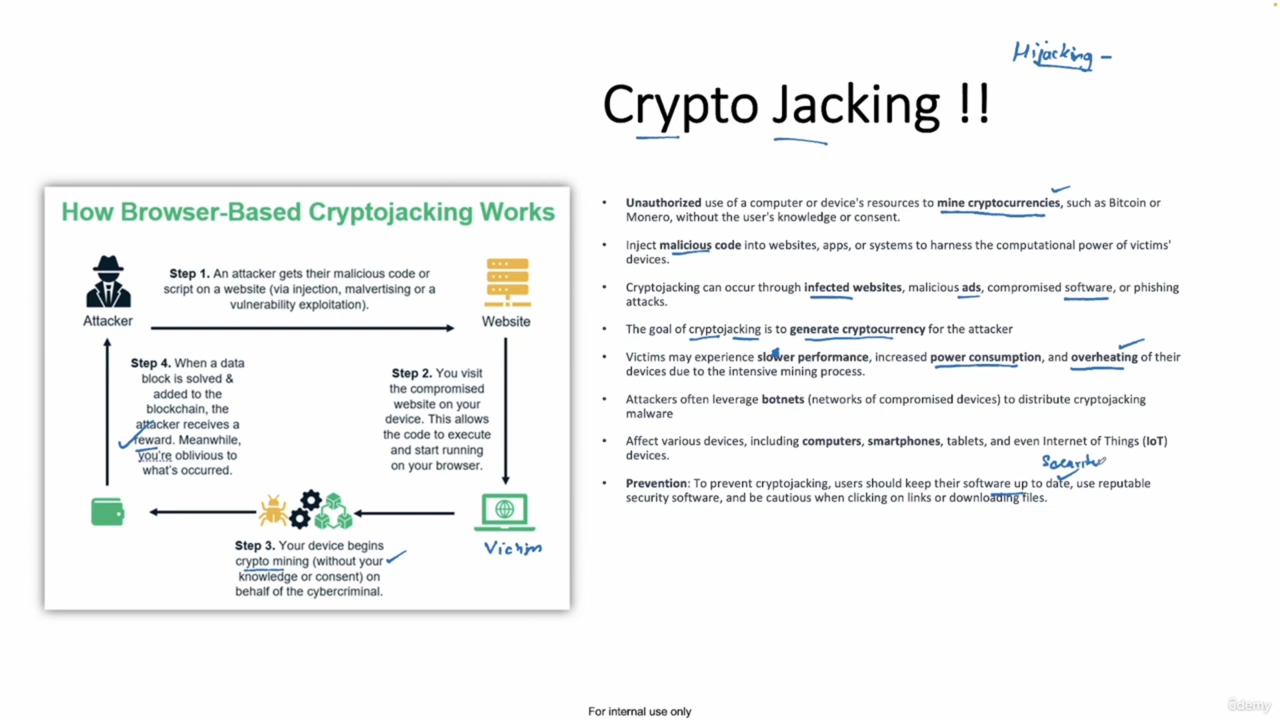 Hijacking -
Crypto Jacking !!
How Browser-Based Cryptojacking Works
Step 1. An attacker gets their malicious code or
script on a website (via injection, malvertising or a
vulnerability exploitation).
Attacker
Website
Step 2. You visit
the compromised
website on your
device. This allows
the code to execute
and start running
on your browser.
Victim
Step 3. Your device begins
crypto mining (without your
knowledge or consent) on
behalf of the cybercriminal.
Step 4. When a data
block is solved &
added to the
blockchain, the
attacker receives a
reward. Meanwhile,
you're oblivious to
what's occurred.
• Unauthorized use of a computer or device's resources to mine cryptocurrencies, such as Bitcoin or
Monero, without the user's knowledge or consent.
• Inject malicious code into websites, apps, or systems to harness the computational power of victims'
devices.
• Cryptojacking can occur through infected websites, malicious ads, compromised software, or phishing
attacks.
• The goal of cryptojacking is to generate cryptocurrency for the attacker
• Victims may experience slower performance, increased power consumption, and overheating of their
devices due to the intensive mining process.
• Attackers often leverage botnets (networks of compromised devices) to distribute cryptojacking
malware
• Affect various devices, including computers, smartphones, tablets, and even Internet of Things (IoT)
devices.
Security
• Prevention: To prevent cryptojacking, users should keep their software up to date, use reputable
security software, and be cautious when clicking on links or downloading files.
For internal use only
ûdemy